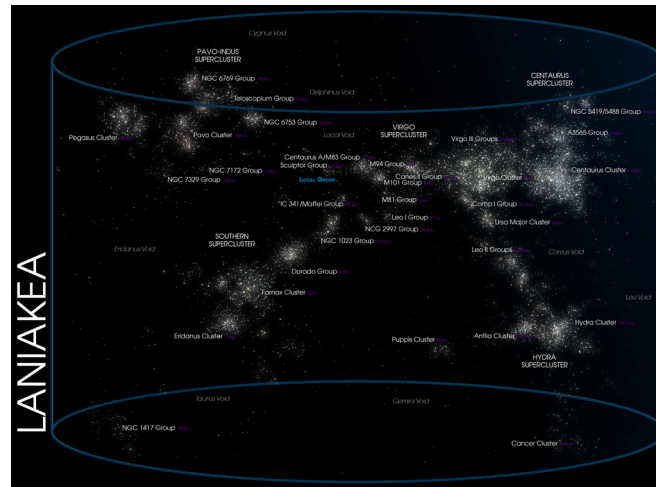 Cygnus Void
PAVO-INDUS
SUPERCLUSTER
CENTAURUS
SUPERCLUSTER
NGC 6769 Group
Delphinus Void
Teloscopium Group
NGC 5419/5488 Group
NGC 6753 Group
VIRGO
SUPERCLUSTER
Pegasus Cluster
Pavo Cluster
Local Void
Virgo III Groups
A3565 Group
Centaurus A/M83 Group
M94 Group
Sculptor Group
NGC 7172 Group
Canes II Group
Virgo Cluster
Centaurus Cluster
NGC 7329 Group
LOCAL GROUP
M101 Group
IC 341/Maffei Group
M81 Group
Coma I Group
Leo I Group
Ursa Major Cluster
NCG 2997 Group
SOUTHERN
SUPERCLUSTER
NGC 1023 Group
Eridanus Void
Leo II Groups
Corvus Void
Dorado Group
Fornax Cluster
Leo Void
Hydra Cluster
Eridanus Cluster
Puppis Cluster
Antlia Cluster
HYDRA
SUPERCLUSTER
Taurus Void
Gemini Void
NGC 1417 Group
Cancer Cluster
LANIAKEA